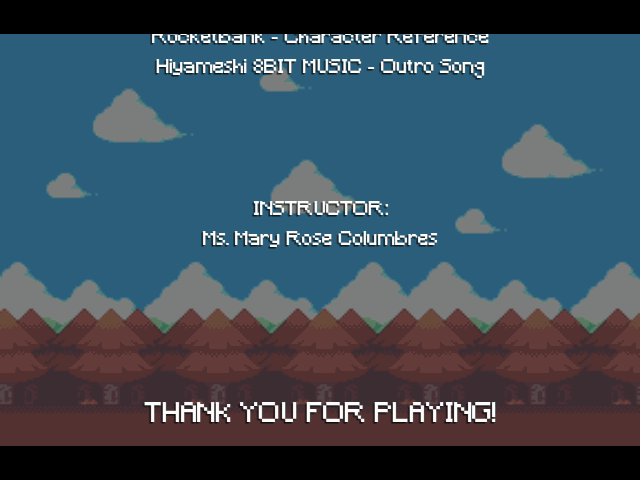 Rocketbank - Character Reference
Hiyameshi 8BIT MUSIC - Outro Song
INSTRUCTOR:
Ms. Mary Rose Columbres
THANK YOU FOR PLAYING!